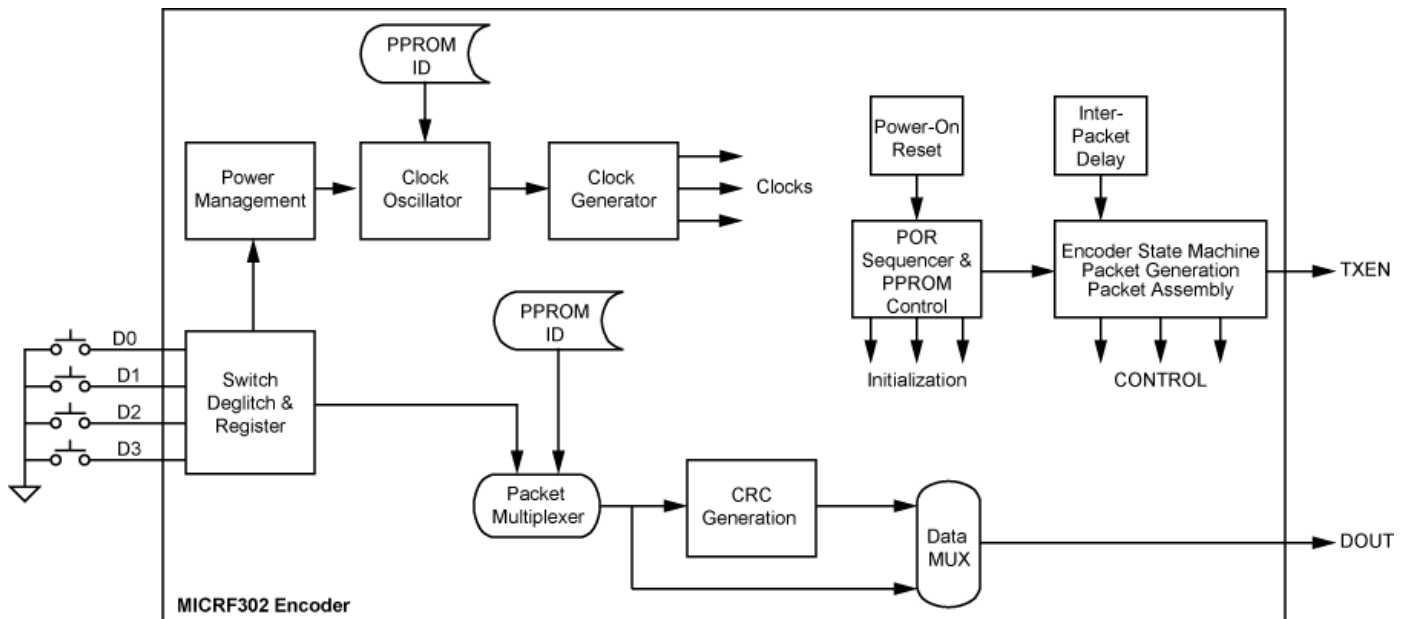 PPROM
ID
Power
Management
Clock
Oscillator
Clock
Generator
Clocks
Power-On
Reset
Inter-
Packet
Delay
POR
Sequencer &
PPROM
Control
Encoder State Machine
Packet Generation
Packet Assembly
TXEN
Initialization
CONTROL
PPROM
ID
D0
D1
D2
D3
Switch
Deglitch &
Register
Packet
Multiplexer
CRC
Generation
Data
MUX
DOUT
MICRF302 Encoder